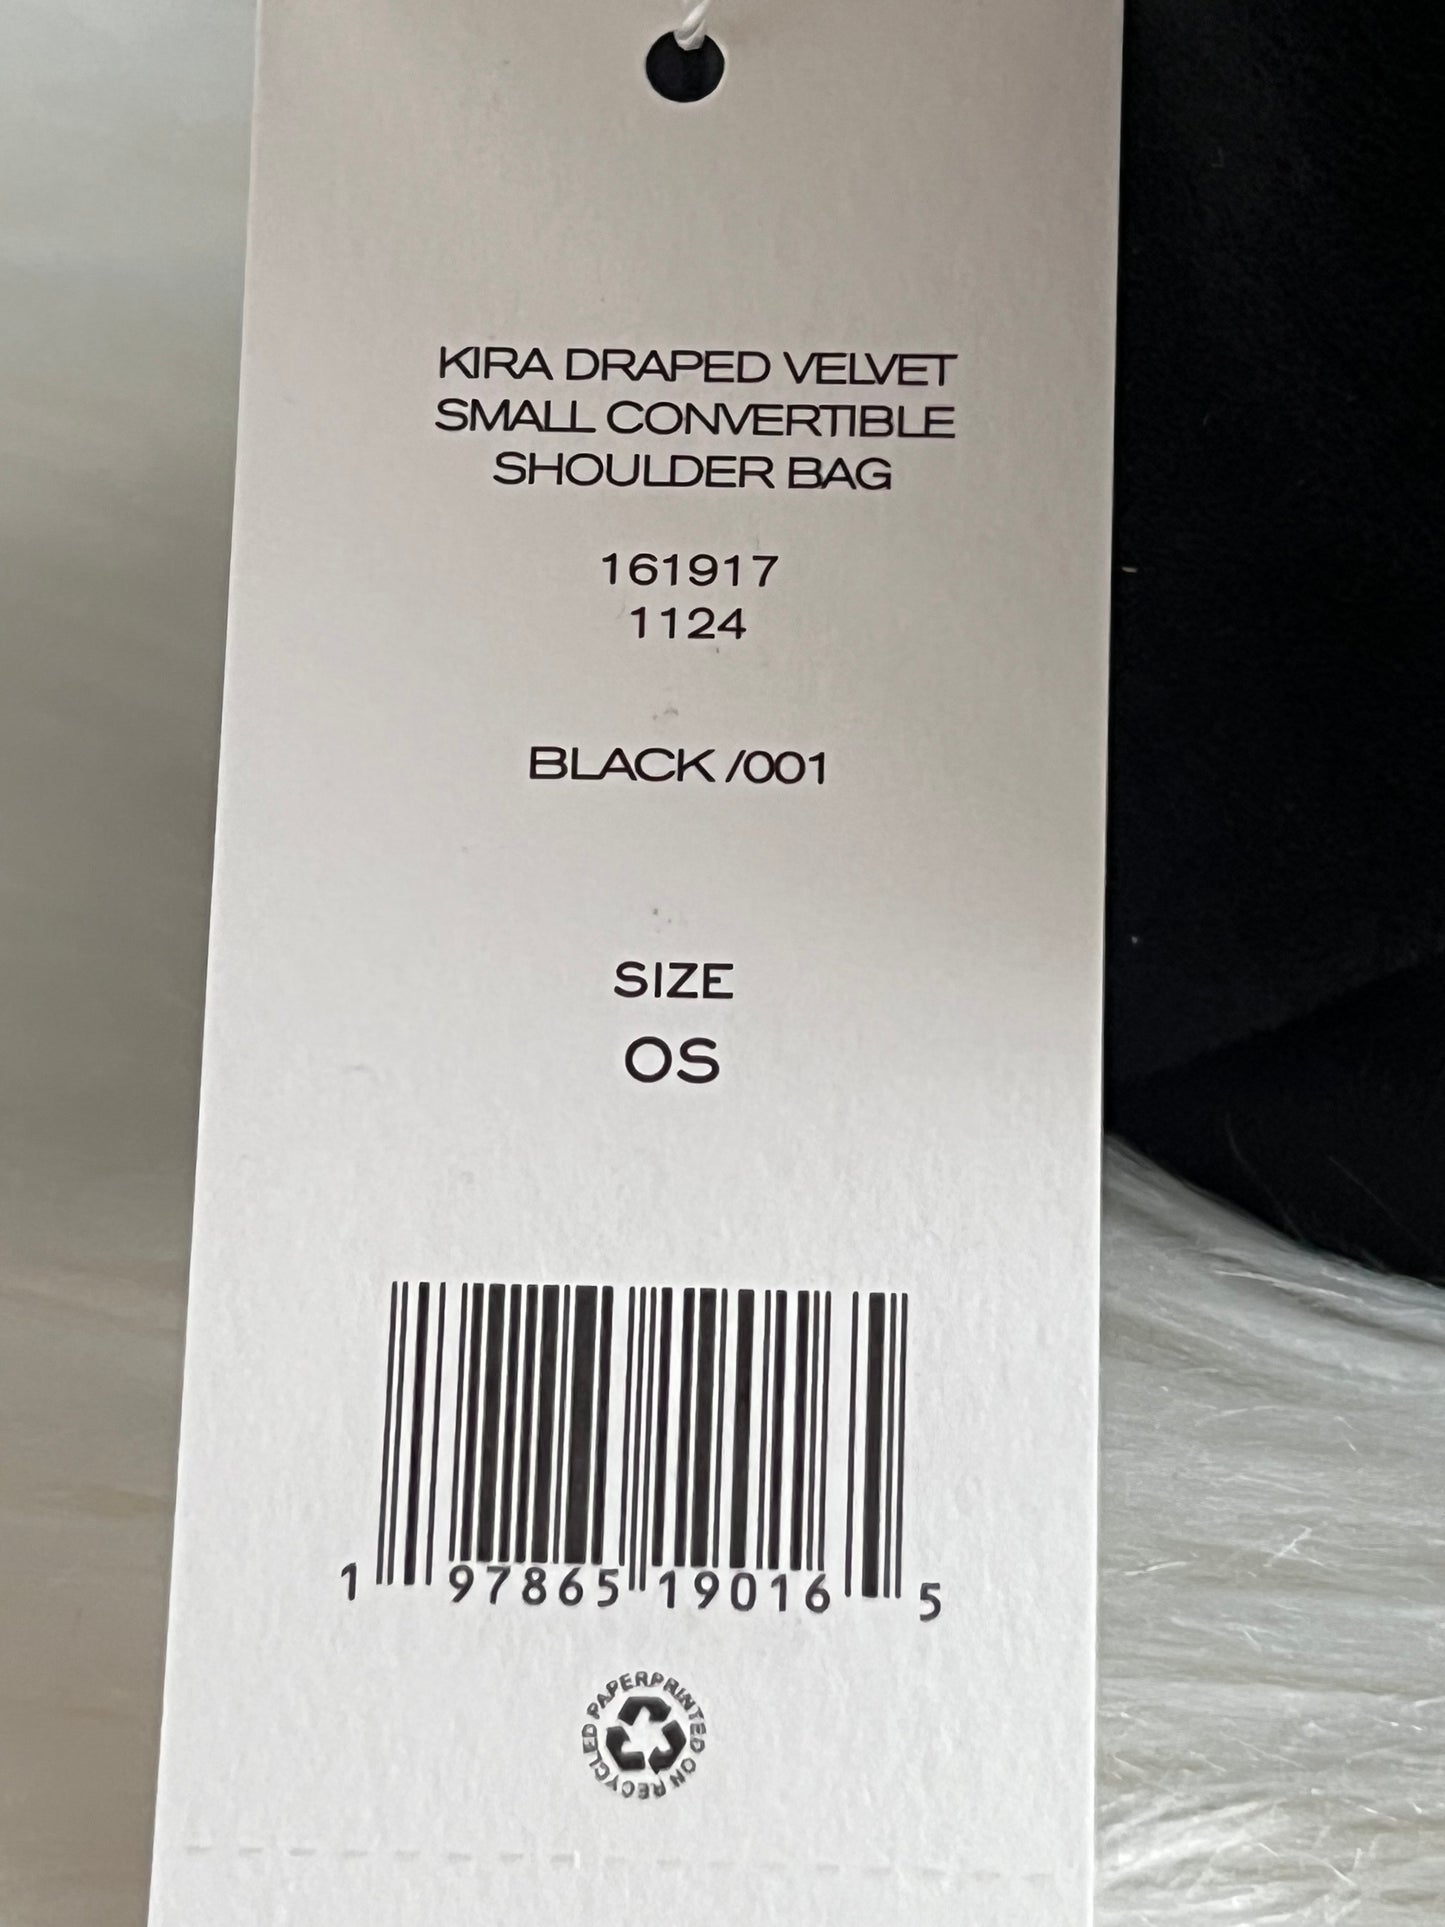 KIRA DRAPED VELVET
SMALL CONVERTIBLE
SHOULDER BAG
161917
1124
BLACK /001
SIZE
OS
1 97865 19016 5
PRINTED ON RECYCLED PAPER